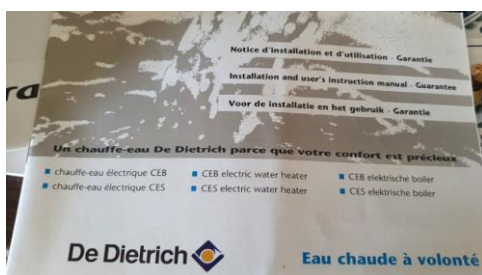 Notice d'installation et d'utilisation - Garantie
Installation and user's instruction manual - Guarantee
Voor de installatie en het gebruik - Garantie
Un chauffe-eau De Dietrich parce que votre confort est précieux
chauffe-eau électrique CEB
chauffe-eau électrique CES
CEB electric water heater
CES electric water heater
CEB elektrische boiler
CES elektrische boiler
De Dietrich
Eau chaude à volonté